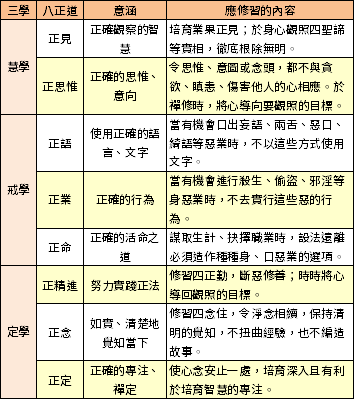 三學 八正道 意涵 應修習的內容
慧學
正見
正確觀察的智
慧
培育業果正見；於身心觀照四聖諦
等實相，徹底根除無明。
正思惟
正確的思惟、
意向
令思惟、意圖或念頭，都不與貪
欲、瞋恚、傷害他人的心相應。於
禪修時，將心導向要觀照的目標。
戒學
正語
使用正確的語
言、文字
當有機會口出妄語、兩舌、惡口、
綺語等惡業時，不以這些方式使用
文字。
正業
正確的行為
當有機會進行殺生、偷盜、邪淫等
身惡業時，不去實行這些惡的行
為。
正命
正確的活命之
道
謀取生計、抉擇職業時，設法遠離
必須造作種種身、口惡業的選項。
定學
正精進
努力實踐正法
修習四正勤，斷惡修善；時時將心
導回觀照的目標。
正念
如實、清楚地
覺知當下
修習四念住，令淨念相續，保持清
明的覺知，不扭曲經驗，也不編造
故事。
正定
正確的專注、
禪定
使心念安止一處，培育深入且有利
於培育智慧的專注。